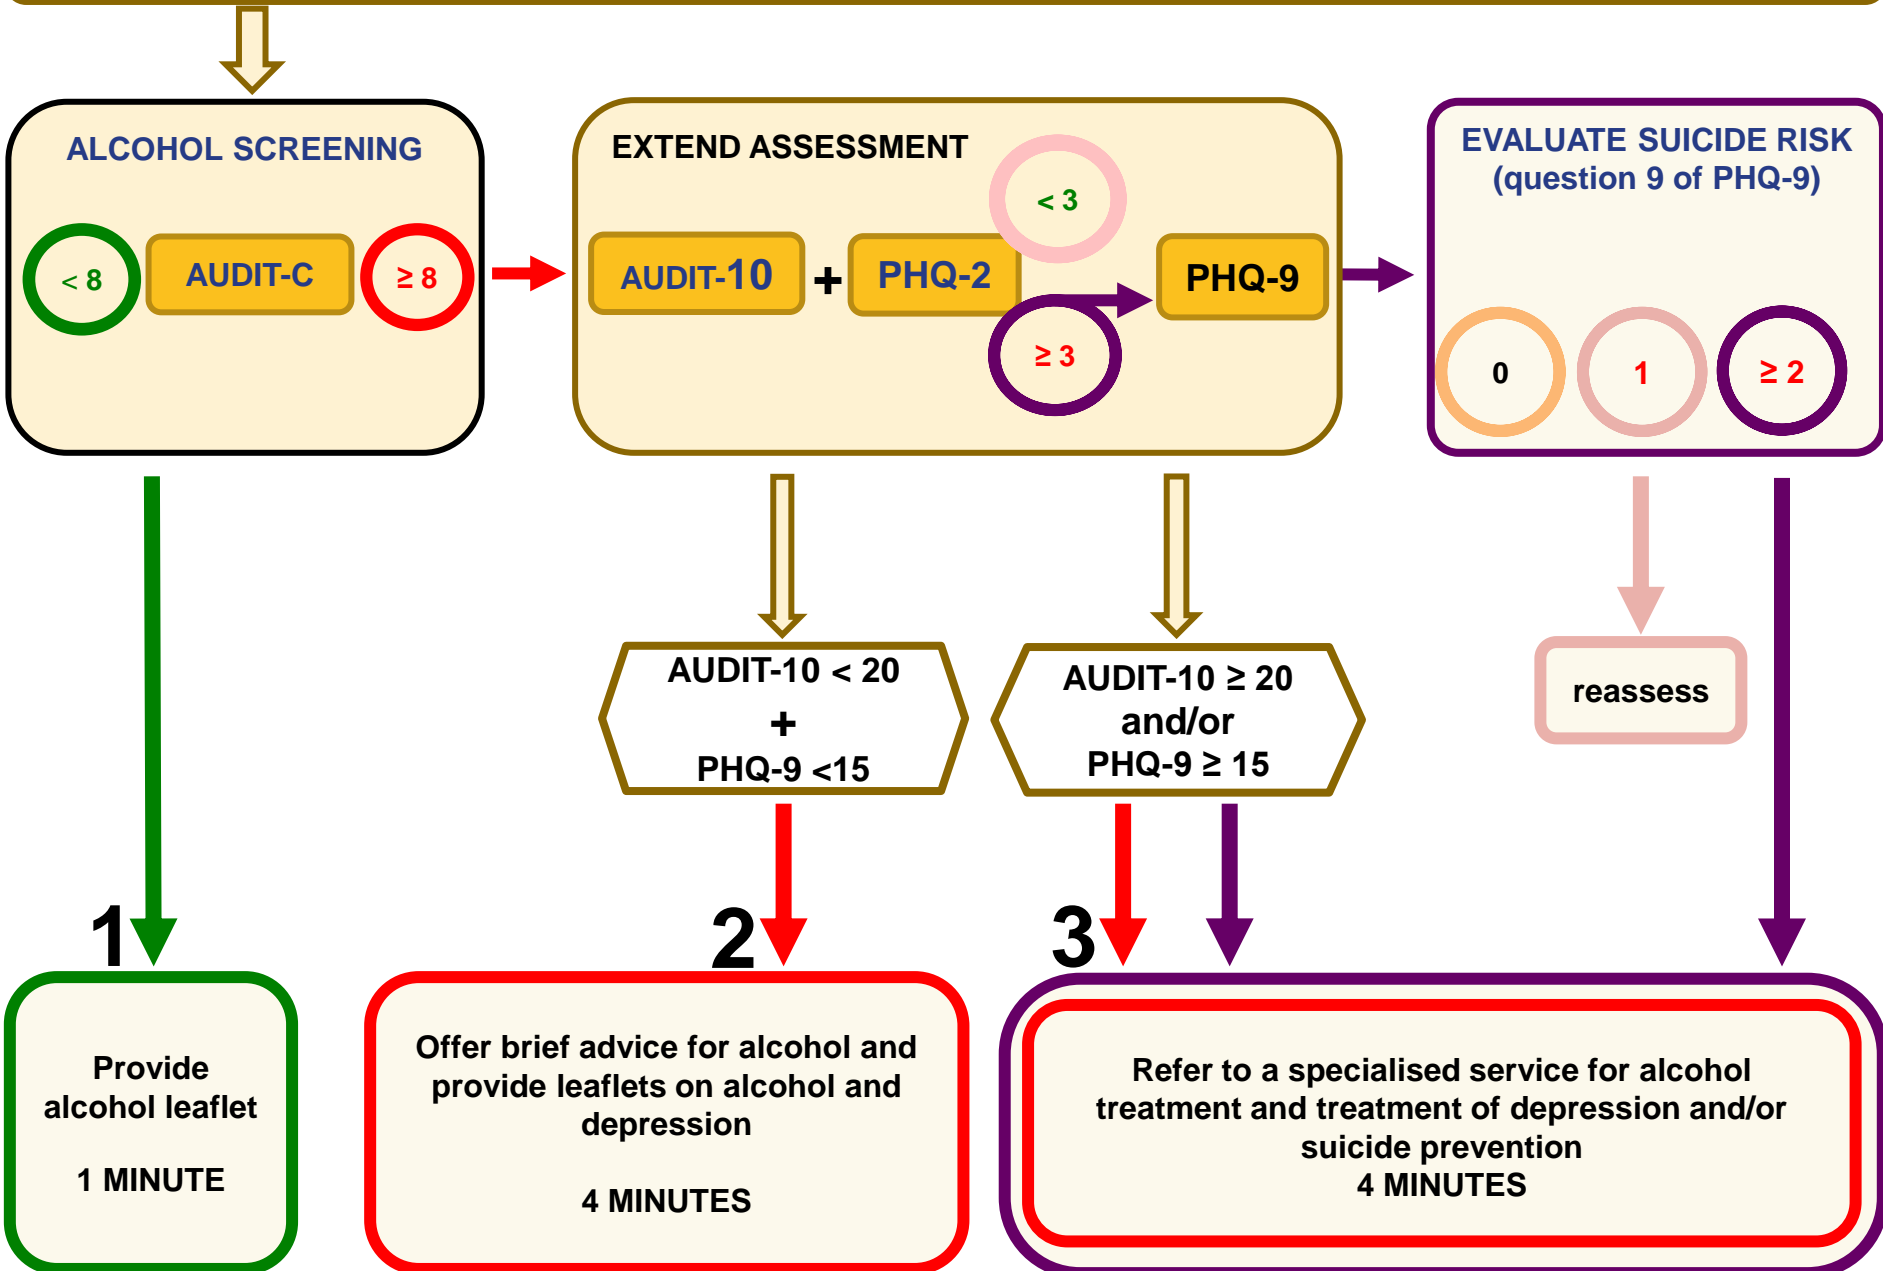 ALCOHOL SCREENING
< 8
AUDIT-C
≥ 8
EXTEND ASSESSMENT
AUDIT-10
+
PHQ-2
< 3
≥ 3
PHQ-9
EVALUATE SUICIDE RISK
(question 9 of PHQ-9)
0
1
≥ 2
AUDIT-10 < 20
+
PHQ-9 <15
AUDIT-10 ≥ 20
and/or
PHQ-9 ≥ 15
reassess
1
Provide
alcohol leaflet
1 MINUTE
2
Offer brief advice for alcohol and
provide leaflets on alcohol and
depression
4 MINUTES
3
Refer to a specialised service for alcohol
treatment and treatment of depression and/or
suicide prevention
4 MINUTES